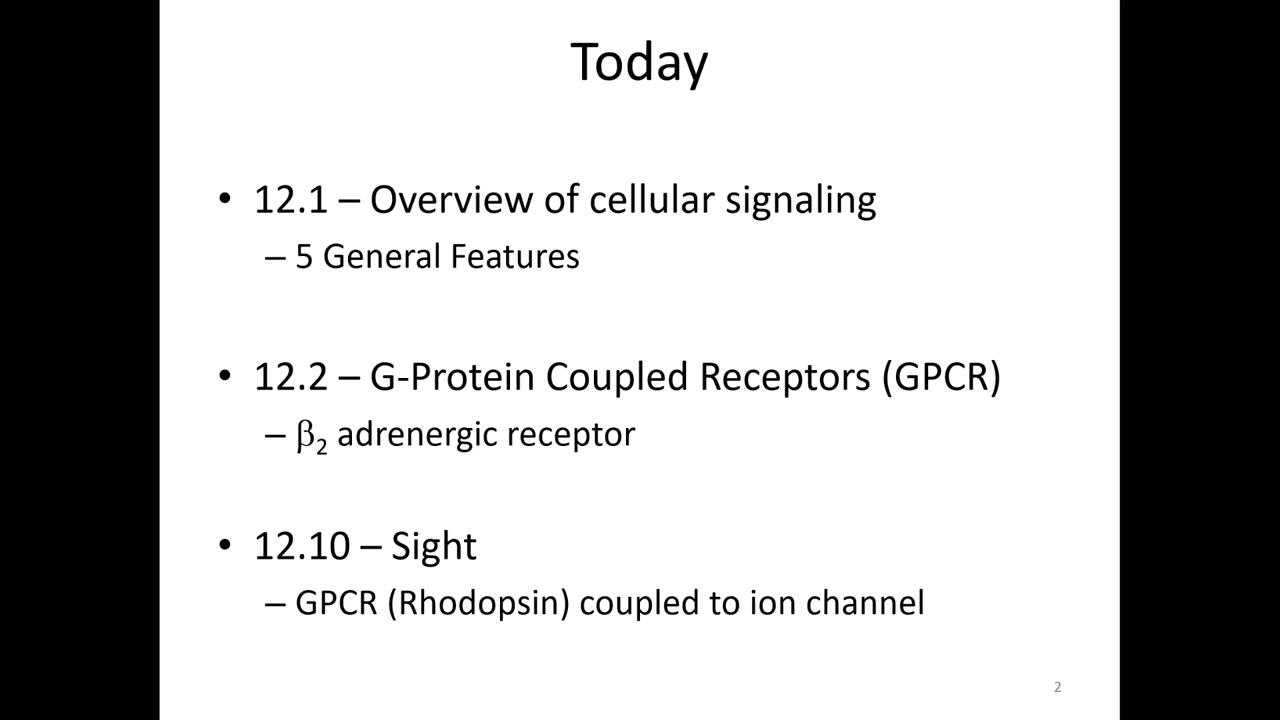 Today
• 12.1 – Overview of cellular signaling
– 5 General Features
• 12.2 – G-Protein Coupled Receptors (GPCR)
– β₂ adrenergic receptor
• 12.10 – Sight
– GPCR (Rhodopsin) coupled to ion channel
2